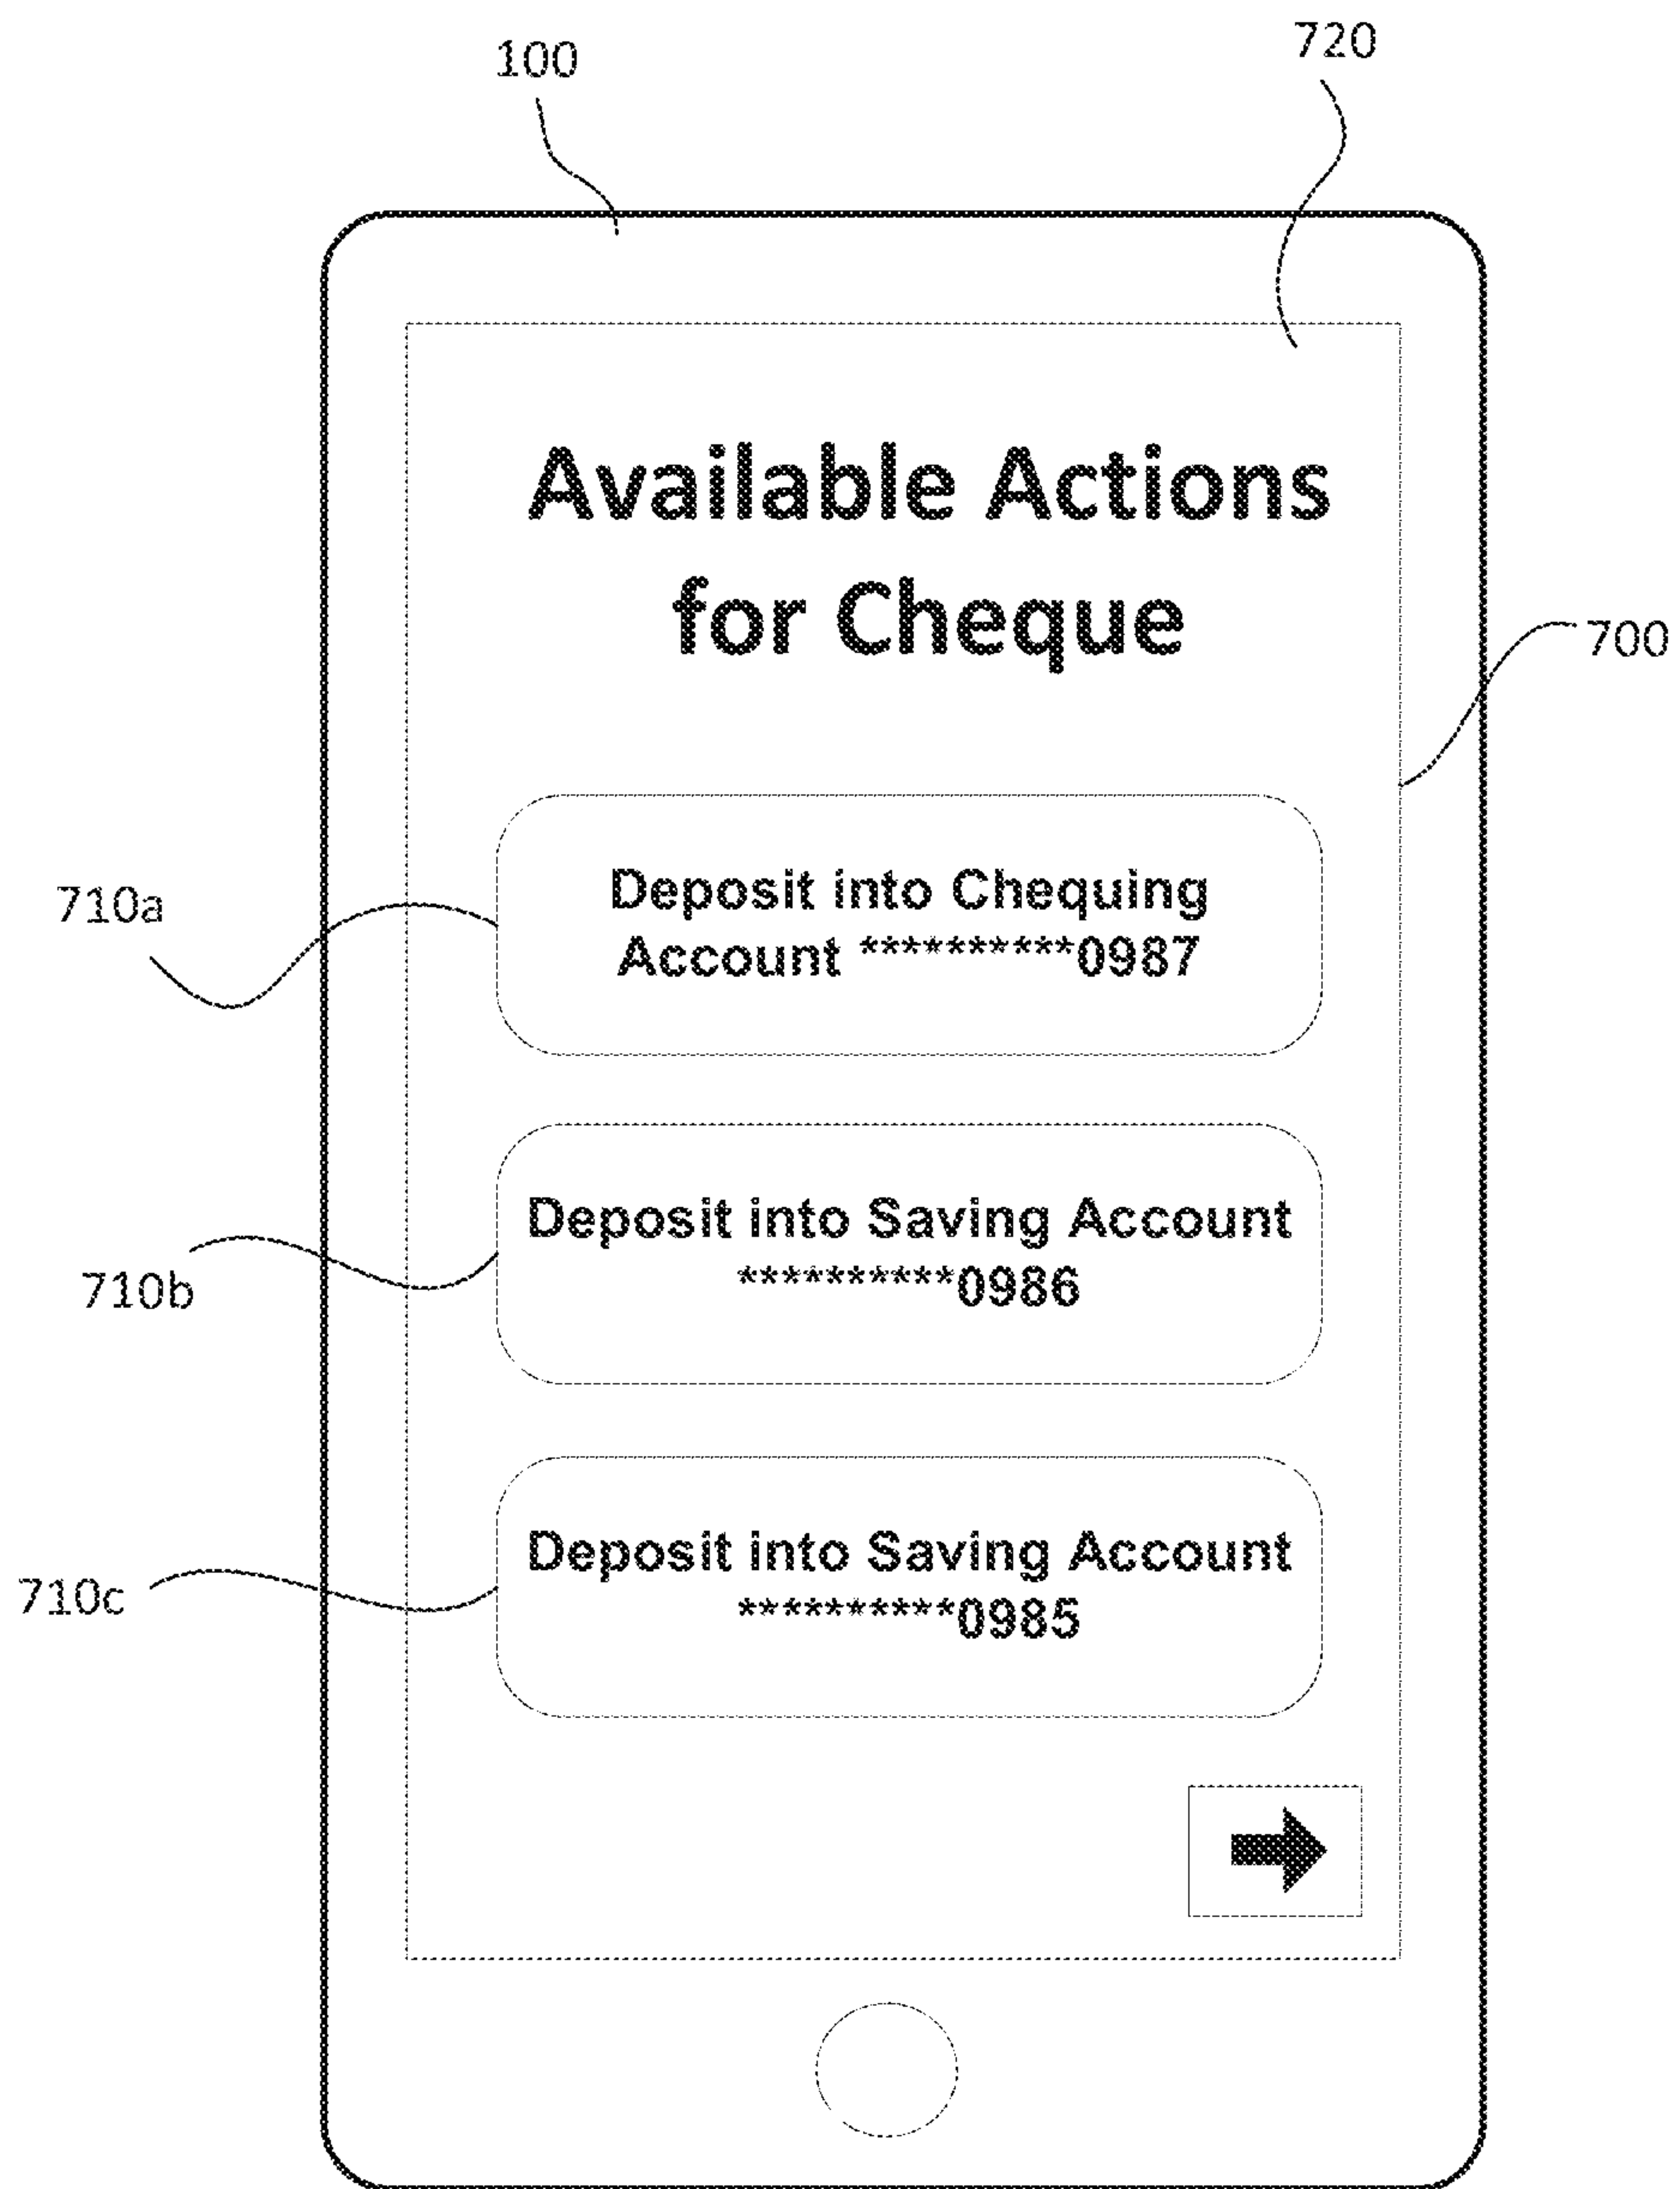 100
720
Available Actions
for Cheque
700
Deposit into Chequing
Account **********0987
710a
Deposit into Saving Account
**********0986
710b
Deposit into Saving Account
**********0985
710c